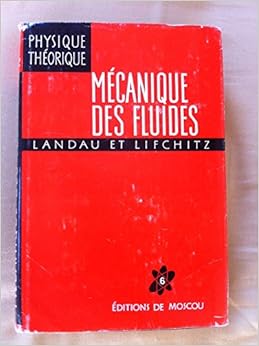 PHYSIQUE
THÉORIQUE
MÉCANIQUE
DES FLUIDES
LANDAU ET LIFCHITZ
6
ÉDITIONS DE MOSCOU